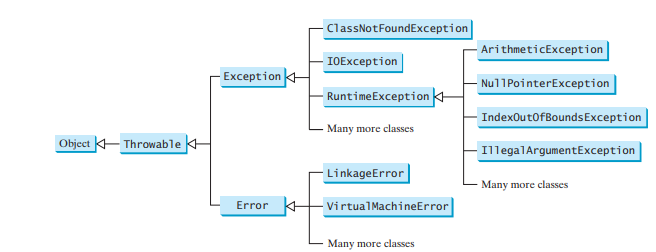 ClassNotFoundException
ArithmeticException
IOException
Exception
NullPointerException
RuntimeException
IndexOutOfBoundsException
Many more classes
Object
Throwable
IllegalArgumentException
LinkageError
Many more classes
Error
VirtualMachineError
Many more classes